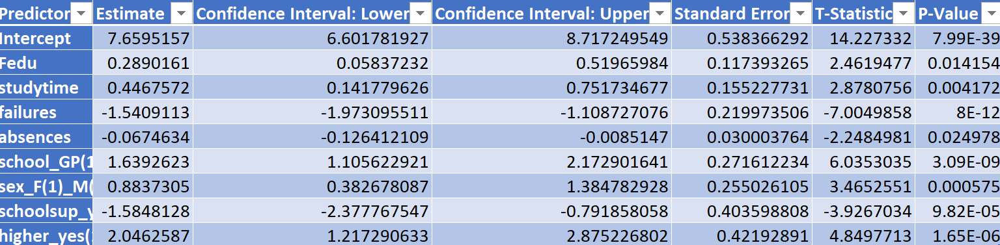 Predictor Estimate Confidence Interval: Lower Confidence Interval: Upper Standard Error T-Statistic P-Value
Intercept 7.6595157 6.601781927 8.717249549 0.538366292 14.227332 7.99E-39
Fedu 0.2890161 0.05837232 0.51965984 0.117393265 2.4619477 0.014154
studytime 0.4467572 0.141779626 0.751734677 0.155227731 2.8780756 0.004172
failures -1.5409113 -1.973095511 -1.108727076 0.219973506 -7.0049858 8E-12
absences -0.0674634 -0.126412109 -0.0085147 0.030003764 -2.2484981 0.024978
school_GP(1 1.6392623 1.105622921 2.172901641 0.271612234 6.0353035 3.09E-09
sex_F(1)_M( 0.8837305 0.382678087 1.384782928 0.255026105 3.4652551 0.000575
schoolsup_y -1.5848128 -2.377767547 -0.791858058 0.403598808 -3.9267034 9.82E-05
higher_yes( 2.0462587 1.217290633 2.875226802 0.42192891 4.8497713 1.65E-06